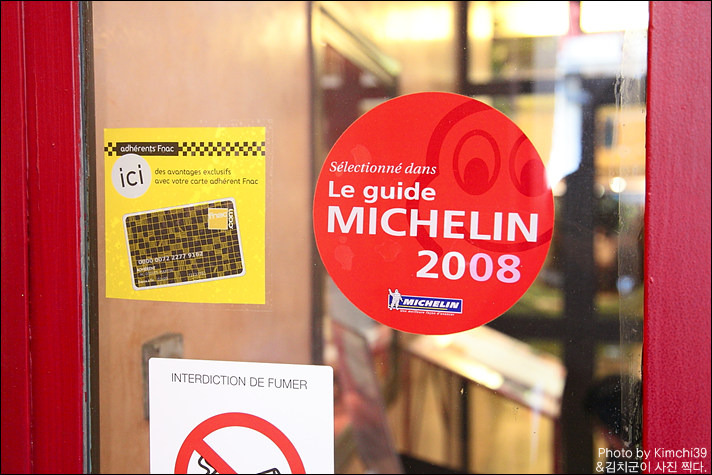 adhérents Fnac
ici
des avantages exclusifs
avec votre carte adhérent Fnac
fnac
.com
Sélectionné dans
Le guide
MICHELIN
2008
MICHELIN
INTERDICTION DE FUMER
Photo by Kimchi39
&김치군이 사진 찍다.